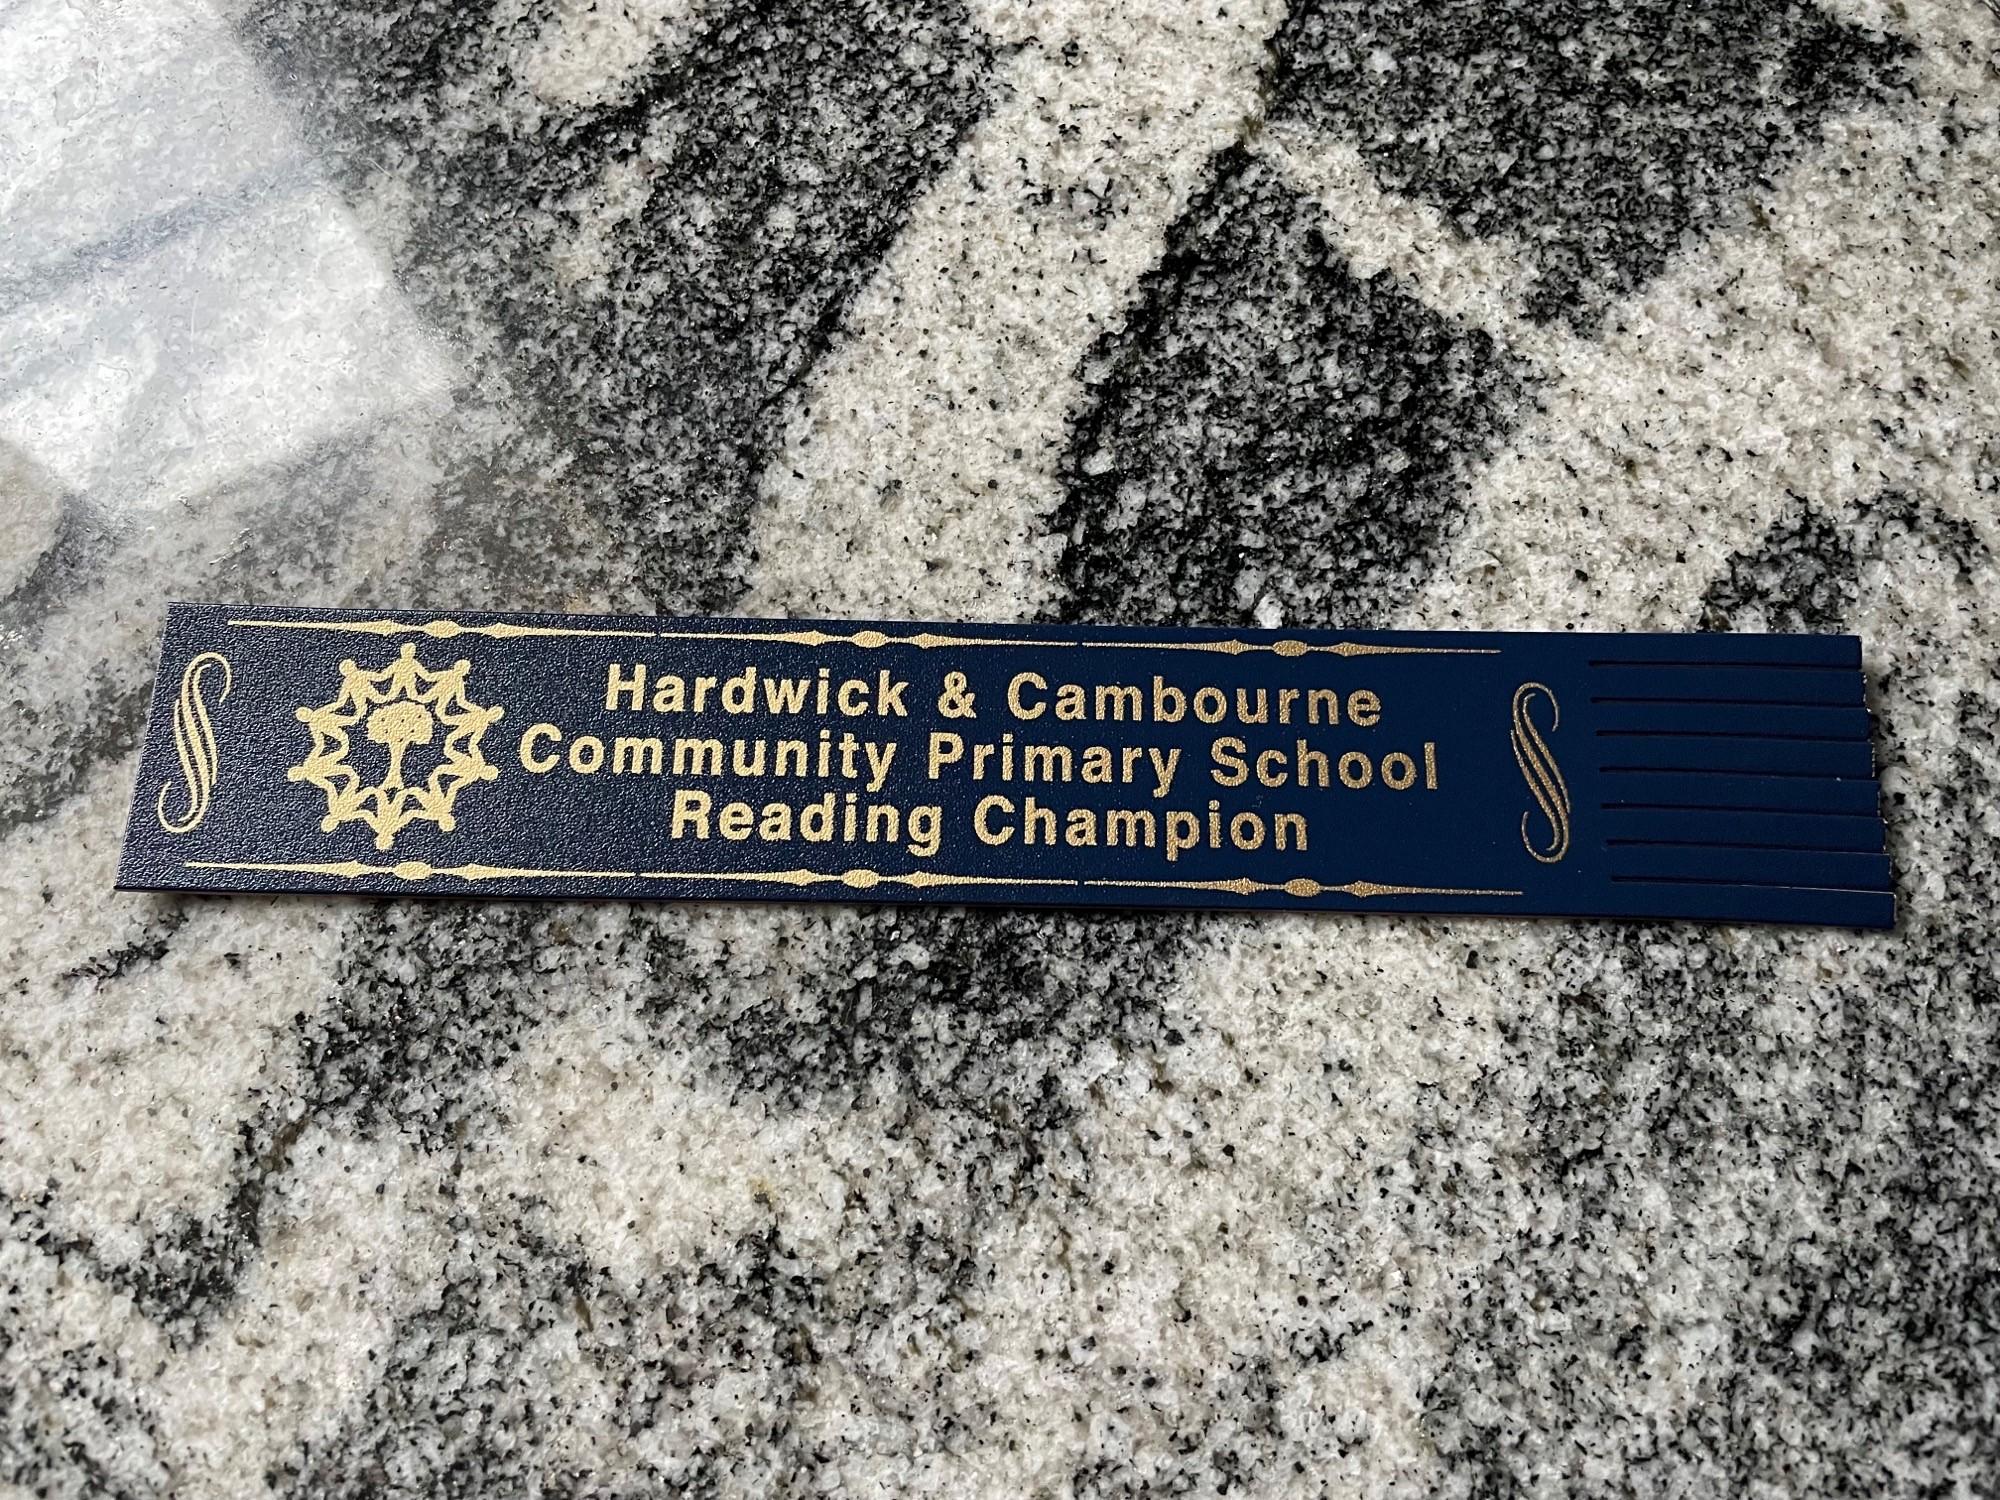 Hardwick & Cambourne
Community Primary School
Reading Champion